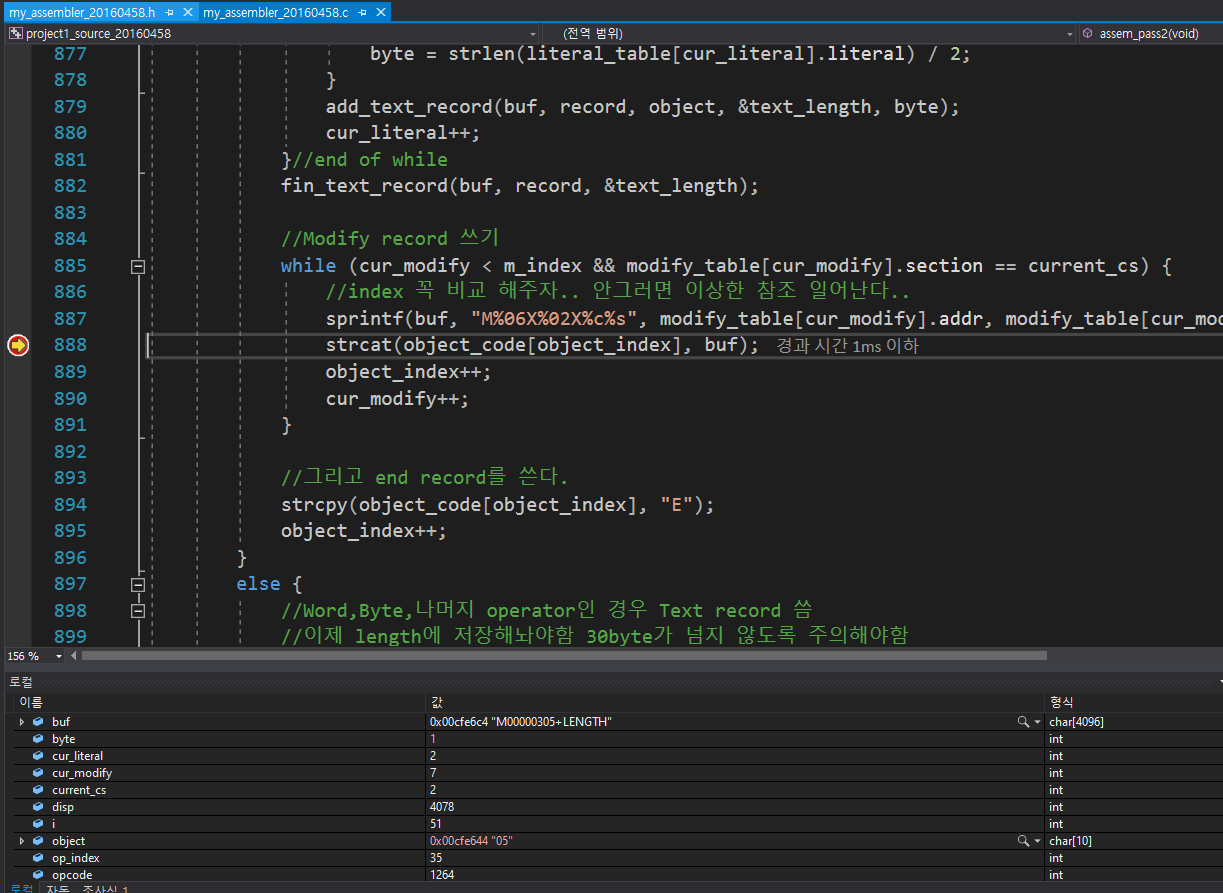 my_assembler_20160458.h my_assembler_20160458.c
project1_source_20160458 (전역 범위) assem_pass2(void)
877 byte = strlen(literal_table[cur_literal].literal) / 2;
878 }
879 add_text_record(buf, record, object, &text_length, byte);
880 cur_literal++;
881 }//end of while
882 fin_text_record(buf, record, &text_length);
883
884 //Modify record 쓰기
885 while (cur_modify < m_index && modify_table[cur_modify].section == current_cs) {
886 //index 꼭 비교 해주자.. 안그러면 이상한 참조 일어난다..
887 sprintf(buf, "M%06X%02X%c%s", modify_table[cur_modify].addr, modify_table[cur_mo
888 strcat(object_code[object_index], buf); 경과 시간 1ms 이하
889 object_index++;
890 cur_modify++;
891 }
892
893 //그리고 end record를 쓴다.
894 strcpy(object_code[object_index], "E");
895 object_index++;
896 }
897 else {
898 //Word,Byte,나머지 operator인 경우 Text record 씀
899 //이제 length에 저장해놔야함 30byte가 넘지 않도록 주의해야함
156 %
로컬
이름 값 형식
buf 0x00cfe6c4 "M00000305+LENGTH" char[4096]
byte 1 int
cur_literal 2 int
cur_modify 7 int
current_cs 2 int
disp 4078 int
i 51 int
object 0x00cfe644 "05" char[10]
op_index 35 int
opcode 1264 int
로컬 자동 조사식 1